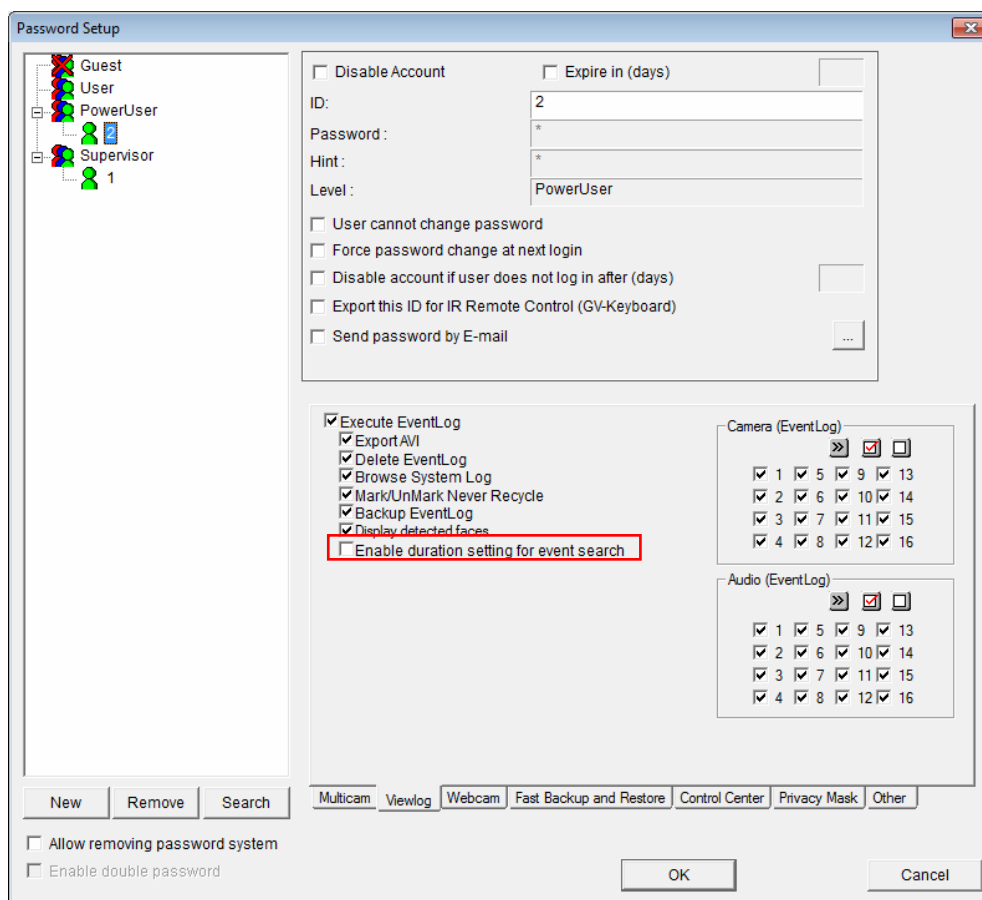 Password Setup
Guest
User
PowerUser
2
Supervisor
1
New Remove Search
Allow removing password system
Enable double password
Disable Account Expire in (days)
ID: 2
Password : *
Hint : *
Level : PowerUser
User cannot change password
Force password change at next login
Disable account if user does not log in after (days)
Export this ID for IR Remote Control (GV-Keyboard)
Send password by E-mail ...
Execute EventLog
Export AVI
Delete EventLog
Browse System Log
Mark/UnMark Never Recycle
Backup EventLog
Display detected faces
Enable duration setting for event search
Camera (EventLog)
1 5 9 13
2 6 10 14
3 7 11 15
4 8 12 16
Audio (EventLog)
1 5 9 13
2 6 10 14
3 7 11 15
4 8 12 16
Multicam Viewlog Webcam Fast Backup and Restore Control Center Privacy Mask Other
OK Cancel